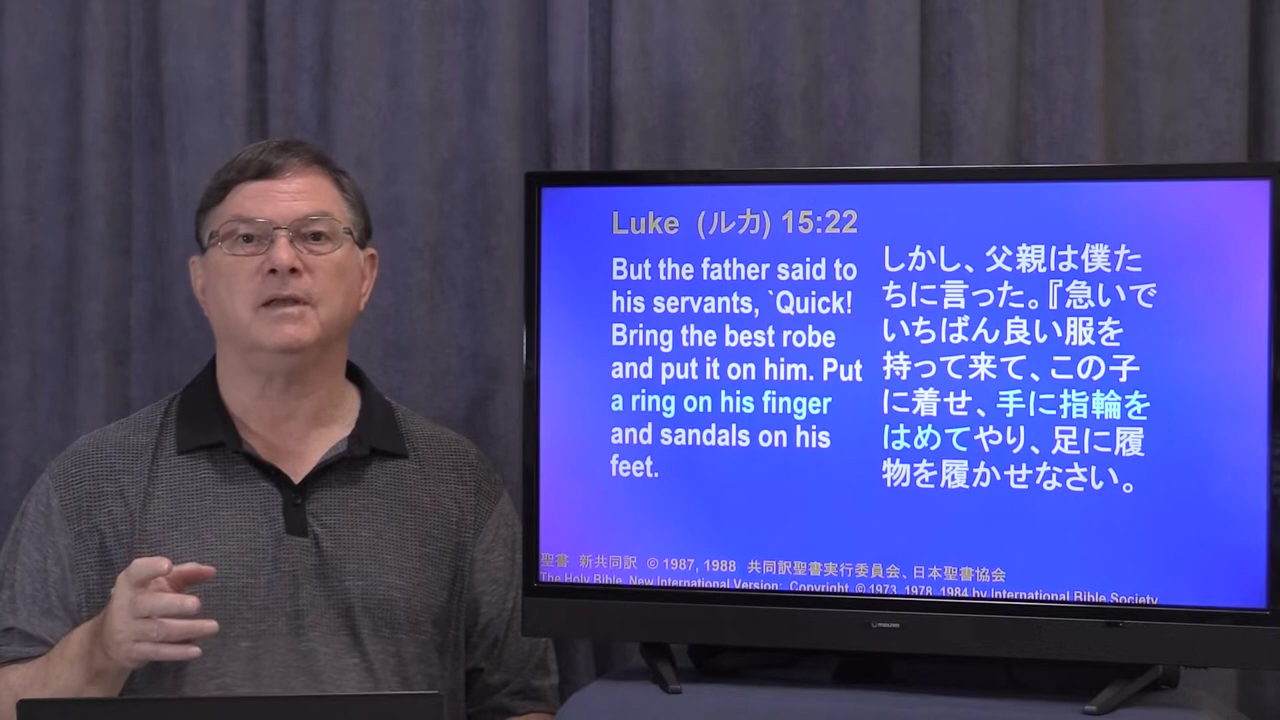 Luke (ルカ) 15:22
But the father said to
his servants, `Quick!
Bring the best robe
and put it on him. Put
a ring on his finger
and sandals on his
feet.
しかし、父親は僕た
ちに言った。『急いで
いちばん良い服を
持って来て、この子
に着せ、手に指輪を
はめてやり、足に履
物を履かせなさい。
聖書 新共同訳 © 1987, 1988 共同訳聖書実行委員会、日本聖書協会
The Holy Bible, New International Version; Copyright © 1973, 1978, 1984 by International Bible Society
maxzen